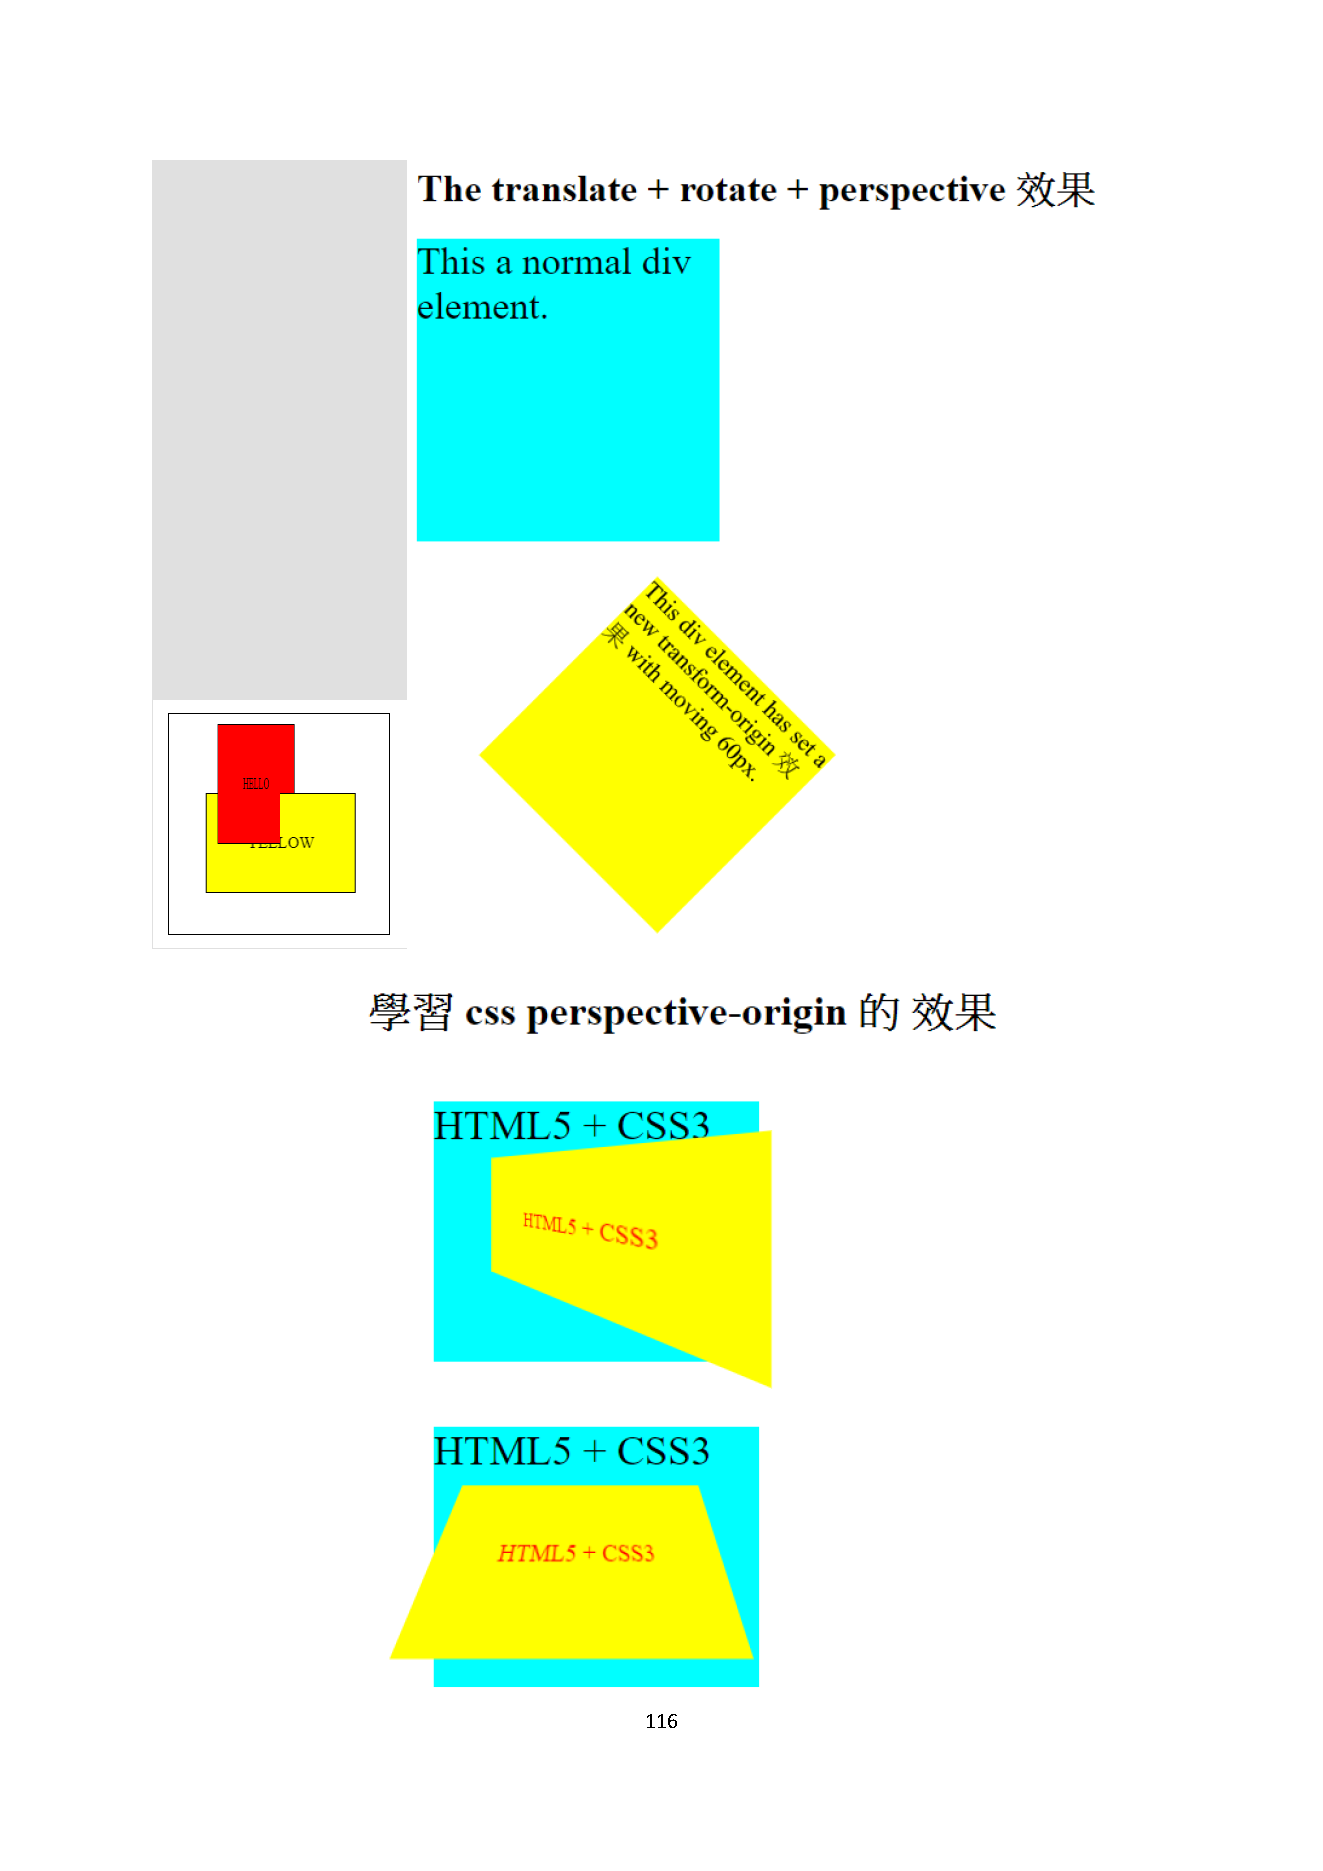 The translate + rotate + perspective 效果
This a normal div
element.
This div element has set a
new transform-origin 效
果 with moving 60px.
HELLO
YELLOW
學習 css perspective-origin 的 效果
HTML5 + CSS3
HTML5 + CSS3
HTML5 + CSS3
HTML5 + CSS3
116